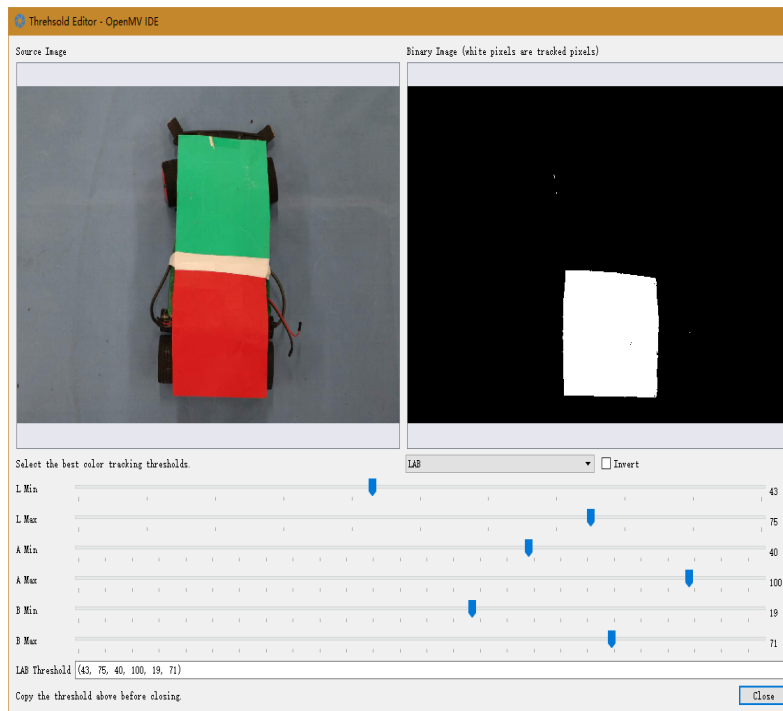 Threhsold Editor - OpenMV IDE
Source Image
Binary Image (white pixels are tracked pixels)
Select the best color tracking thresholds.
LAB
Invert
L Min
43
L Max
75
A Min
40
A Max
100
B Min
19
B Max
71
LAB Threshold (43, 75, 40, 100, 19, 71)
Copy the threshold above before closing.
Close